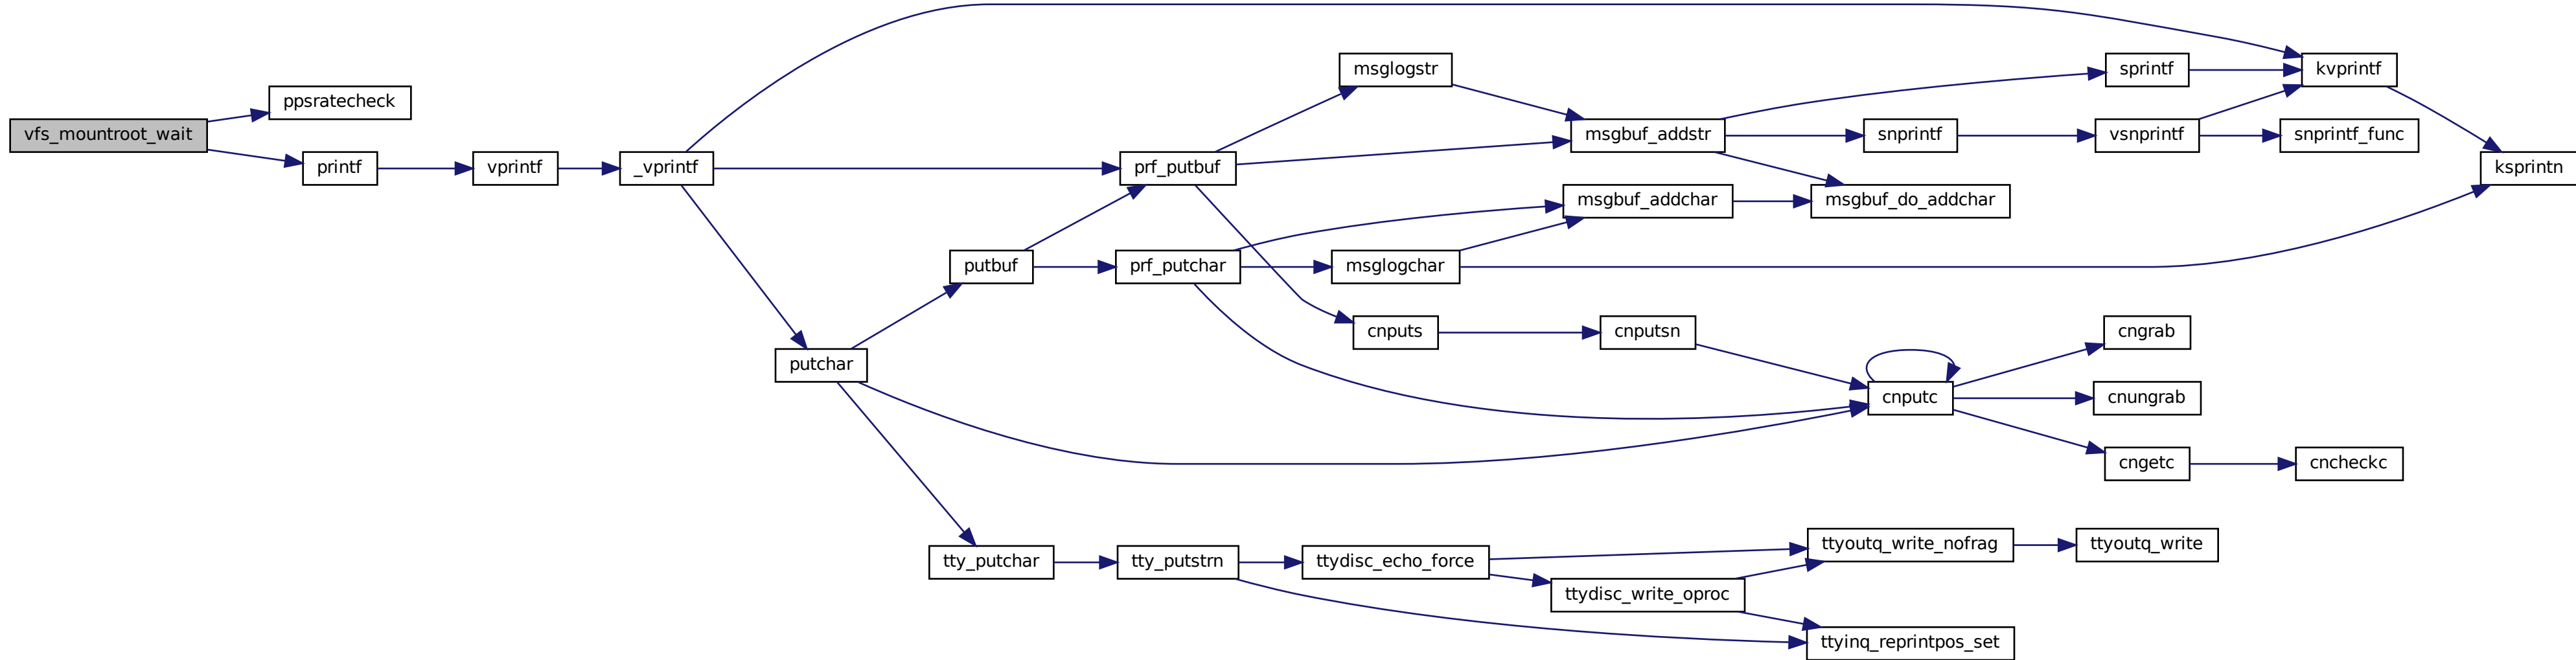 vfs_mountroot_wait
ppsratecheck
printf
vprintf
_vprintf
putchar
putbuf
tty_putchar
prf_putbuf
prf_putchar
tty_putstrn
msglogstr
msglogchar
cnputs
ttydisc_echo_force
msgbuf_addstr
msgbuf_addchar
cnputsn
ttydisc_write_oproc
snprintf
msgbuf_do_addchar
cnputc
ttyoutq_write_nofrag
ttyinq_reprintpos_set
sprintf
vsnprintf
cngrab
cnungrab
cngetc
ttyoutq_write
kvprintf
snprintf_func
cncheckc
ksprintn